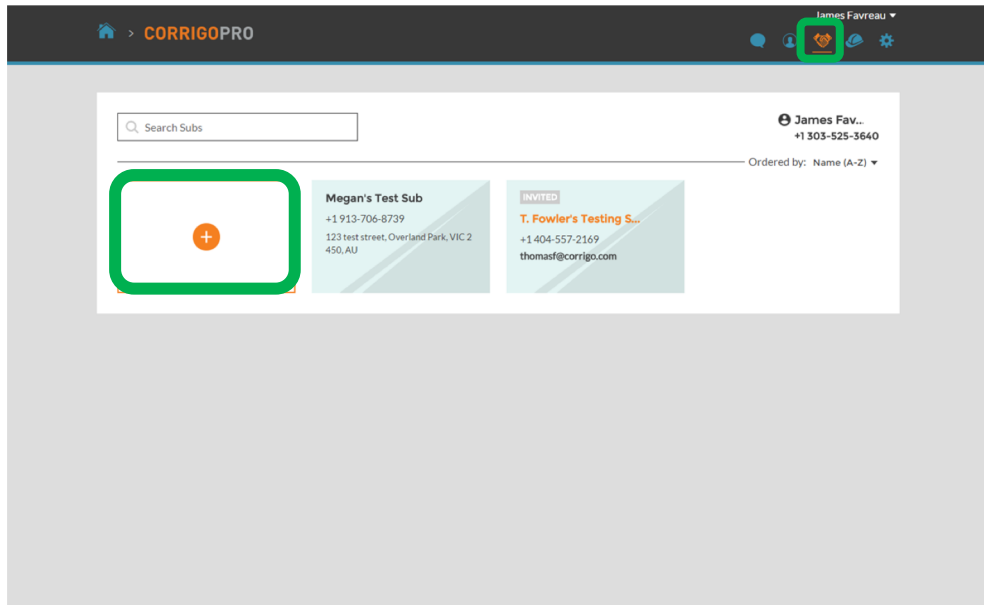 James Favreau
> CORRIGOPRO
Search Subs
James Fav...
+1 303-525-3640
Ordered by: Name (A-Z)
Megan's Test Sub
+1 913-706-8739
123 test street, Overland Park, VIC 2
450, AU
INVITED
T. Fowler's Testing S...
+1 404-557-2169
thomasf@corrigo.com